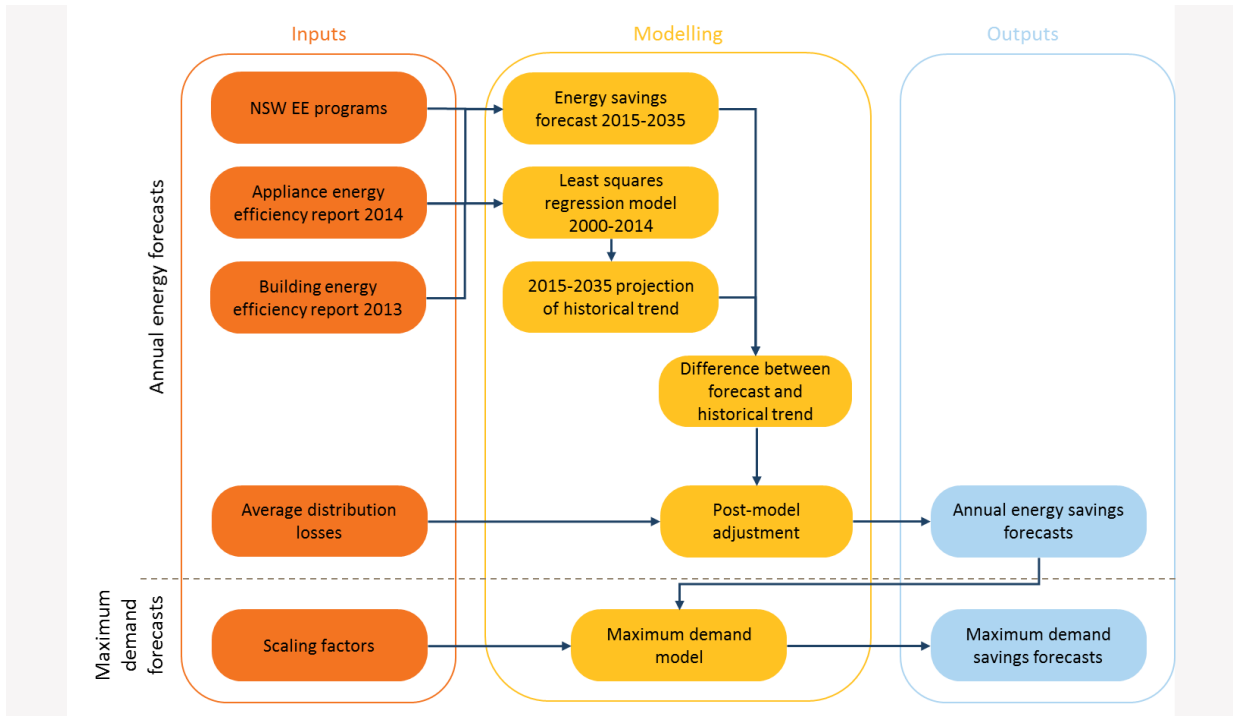 Inputs
Modelling
Outputs
Annual energy forecasts
NSW EE programs
Energy savings
forecast 2015-2035
Appliance energy
efficiency report 2014
Least squares
regression model
2000-2014
Building energy
efficiency report 2013
2015-2035 projection
of historical trend
Difference between
forecast and
historical trend
Average distribution
losses
Post-model
adjustment
Annual energy savings
forecasts
Maximum
demand
forecasts
Scaling factors
Maximum demand
model
Maximum demand
savings forecasts